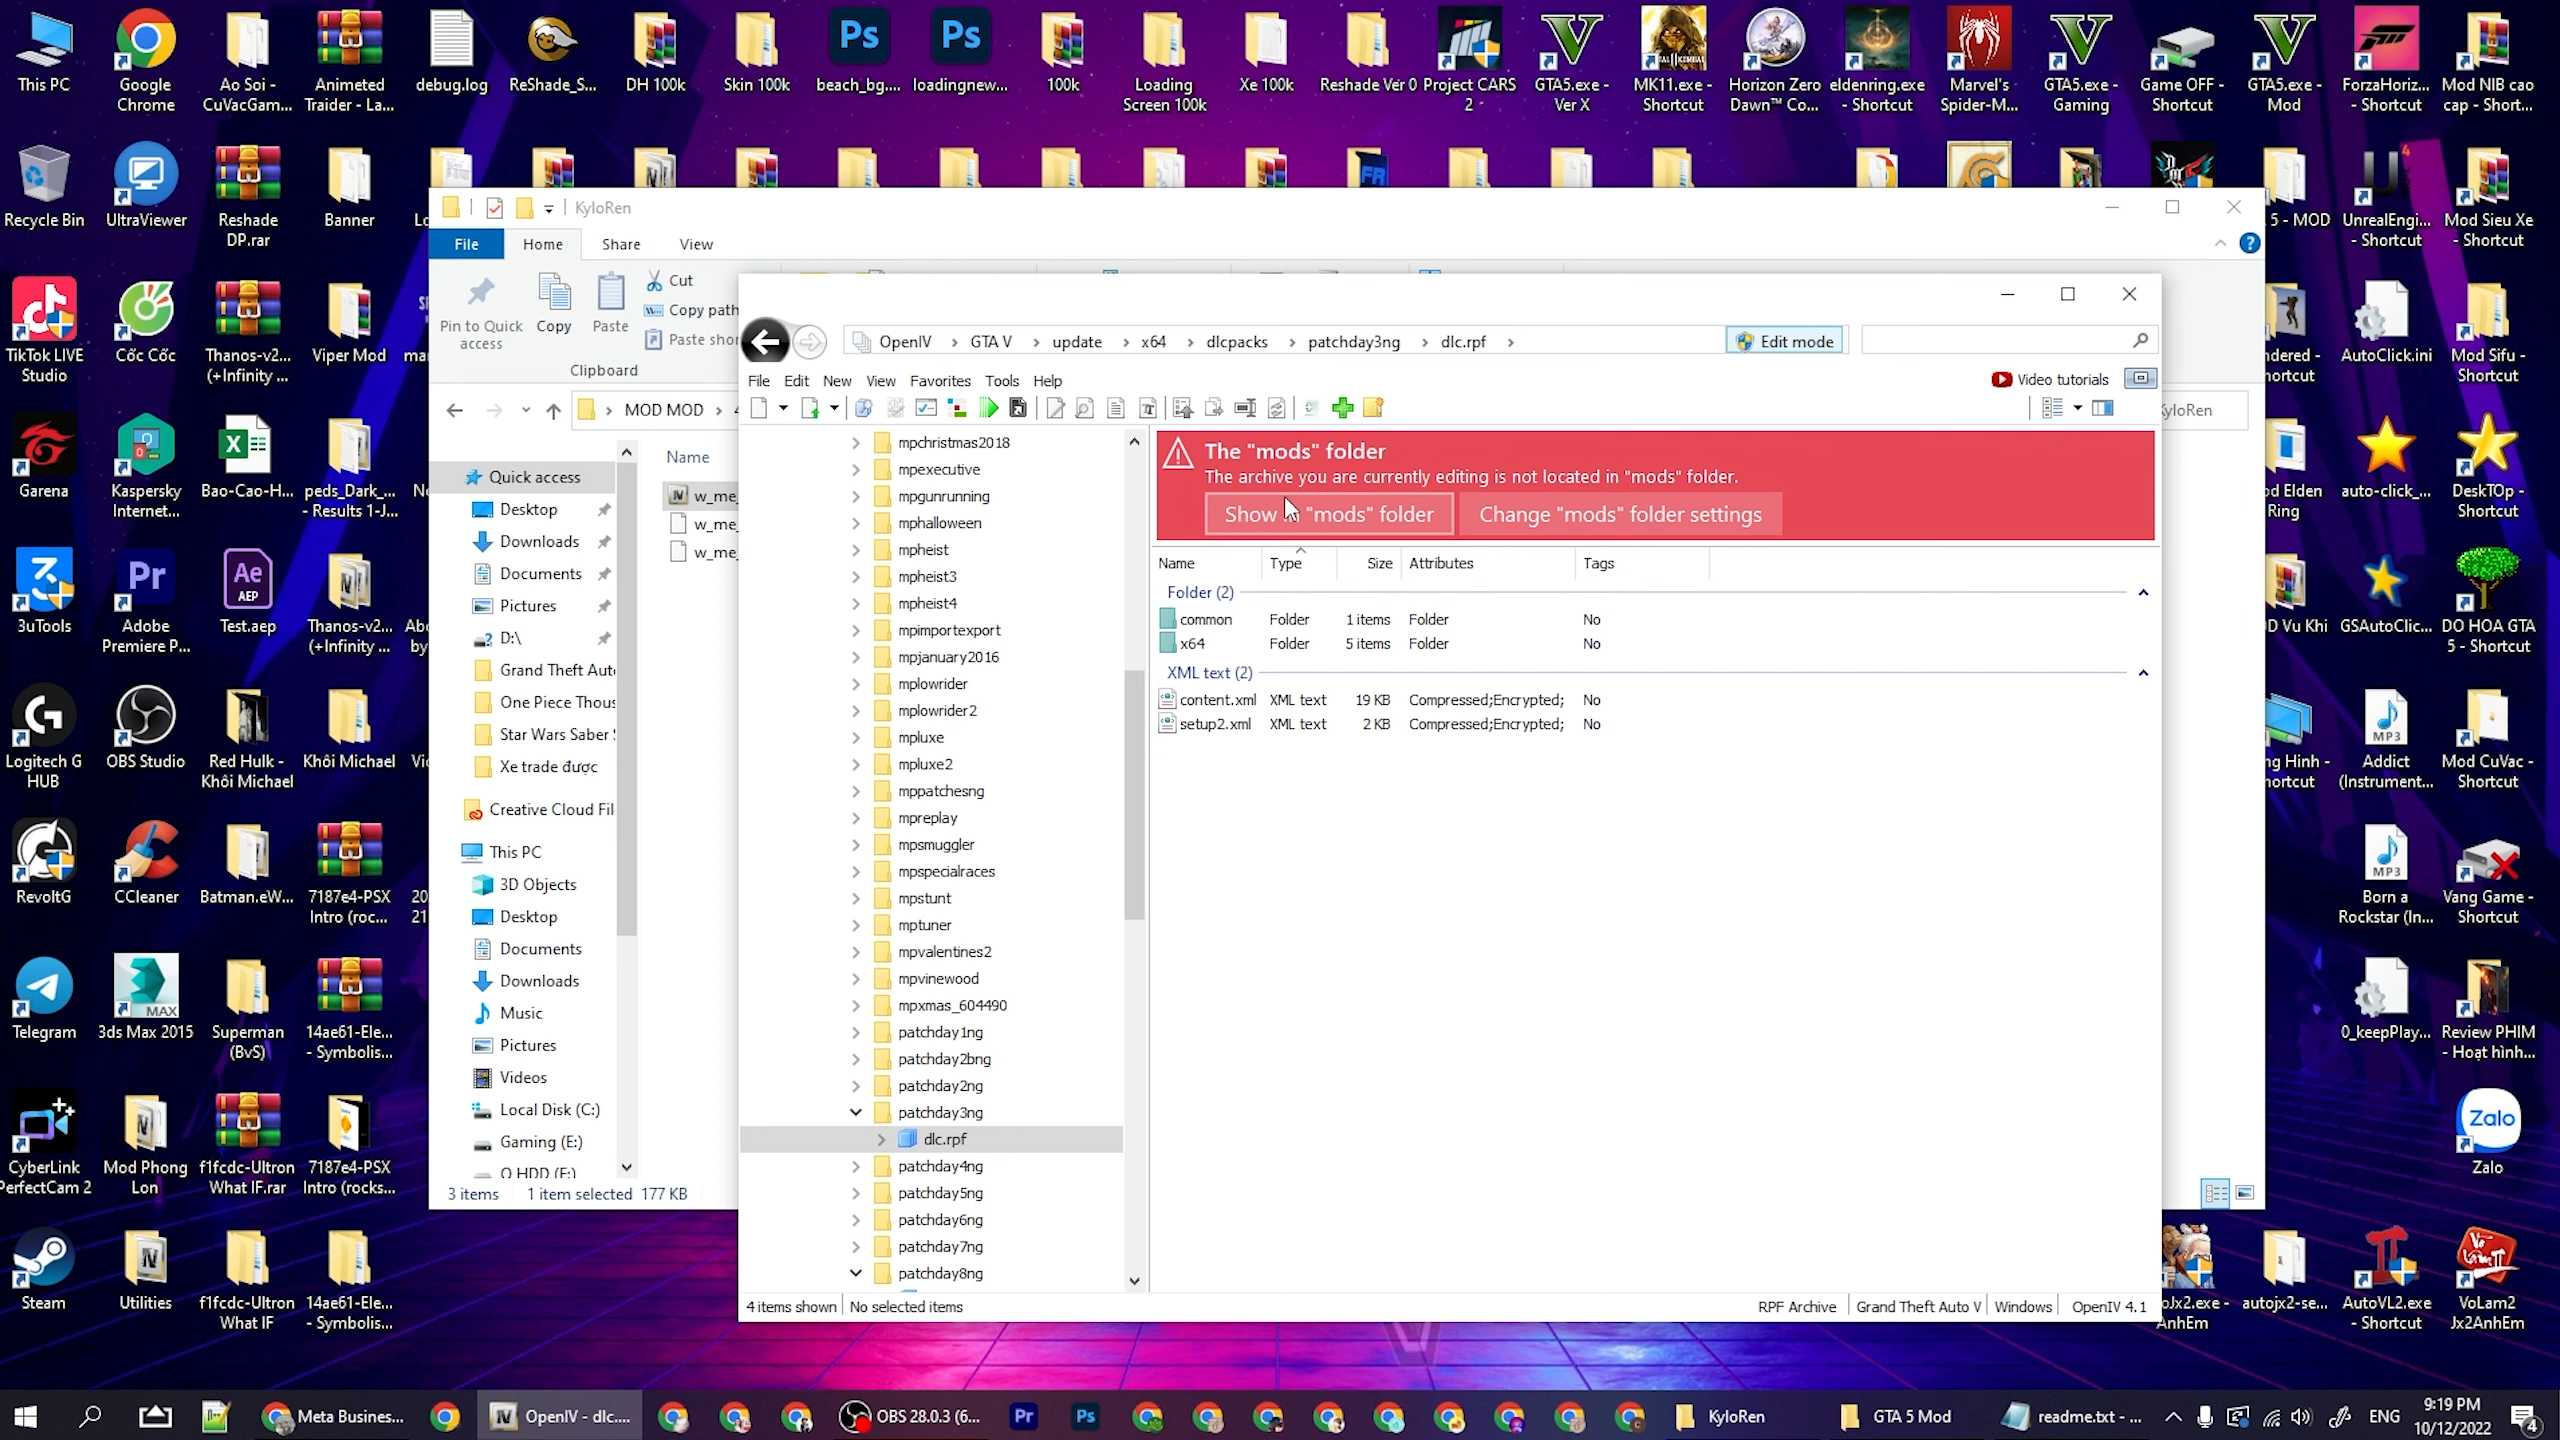 This PC
Google
Chrome
Ao Soi -
CuVacGam...
Animated
Traider - La...
debug.log
ReShade_S...
DH 100k
Skin 100k
beach_bg....
loadingnew...
100k
Loading
Screen 100k
Xe 100k
Reshade Ver 0
Project CARS
2
GTA5.exe -
Ver X
MK11.exe -
Shortcut
Horizon Zero
Dawn™ Co...
eldenring.exe
- Shortcut
Marvel's
Spider-M...
GTA5.exe -
Gaming
Game OFF -
Shortcut
GTA5.exe -
Mod
ForzaHoriz...
- Shortcut
Mod NIB cao
cap - Short...
Recycle Bin
UltraViewer
Reshade
DP.rar
Banner
5 - MOD
UnrealEngi...
- Shortcut
Mod Sieu Xe
- Shortcut
TikTok LIVE
Studio
Cốc Cốc
Thanos-v2...
(+Infinity ...
Viper Mod
AutoClick.ini
Mod Sifu -
Shortcut
Garena
Kaspersky
Internet...
Bao-Cao-H...
peds_Dark_...
- Results 1-J...
auto-click_...
DeskTOp -
Shortcut
3uTools
Adobe
Premiere P...
Test.aep
Thanos-v2...
(+Infinity ...
D Vu Khi
GSAutoClic...
DO HOA GTA
5 - Shortcut
Logitech G
HUB
OBS Studio
Red Hulk -
Khôi Michael
Khôi Michael
Addict
(Instrument...
Mod CuVac -
Shortcut
RevoltG
CCleaner
Batman.eW...
7187e4-PSX
Intro (roc...
Born a
Rockstar (In...
Vang Game -
Shortcut
Telegram
3ds Max 2015
Superman
(BvS)
14ae61-Ele...
- Symbolis...
0_keepPlay...
Review PHIM
- Hoạt hình...
CyberLink
PerfectCam 2
Mod Phong
Lon
f1fcdc-Ultron
What IF.rar
7187e4-PSX
Intro (rocks...
Zalo
Steam
Utilities
f1fcdc-Ultron
What IF
14ae61-Ele...
- Symbolis...
autojx2-se...
AutoVL2.exe
- Shortcut
VoLam2
Jx2AnhEm
KyloRen
File
Home
Share
View
Pin to Quick
access
Copy
Paste
Cut
Copy path
Clipboard
MOD MOD
Name
w_me_
w_me_
w_me_
Quick access
Desktop
Downloads
Documents
Pictures
D:\
Grand Theft Aut
One Piece Thous
Star Wars Saber
Xe trade được
Creative Cloud Fil
This PC
3D Objects
Desktop
Documents
Downloads
Music
Pictures
Videos
Local Disk (C:)
Gaming (E:)
O HDD (F:)
3 items 1 item selected 177 KB
OpenIV › GTA V › update › x64 › dlcpacks › patchday3ng › dlc.rpf ›
Edit mode
File Edit New View Favorites Tools Help
Video tutorials
mpchristmas2018
mpexecutive
mpgunrunning
mphalloween
mpheist
mpheist3
mpheist4
mpimportexport
mpjanuary2016
mplowrider
mplowrider2
mpluxe
mpluxe2
mppatchesng
mpreplay
mpsmuggler
mpspecialraces
mpstunt
mptuner
mpvalentines2
mpvinewood
mpxmas_604490
patchday1ng
patchday2bng
patchday2ng
patchday3ng
dlc.rpf
patchday4ng
patchday5ng
patchday6ng
patchday7ng
patchday8ng
The "mods" folder
The archive you are currently editing is not located in "mods" folder.
Show "mods" folder
Change "mods" folder settings
Name Type Size Attributes Tags
Folder (2)
common Folder 1 items Folder No
x64 Folder 5 items Folder No
XML text (2)
content.xml XML text 19 KB Compressed;Encrypted; No
setup2.xml XML text 2 KB Compressed;Encrypted; No
4 items shown No selected items
RPF Archive Grand Theft Auto V Windows OpenIV 4.1
Meta Busines...
OpenIV - dlc....
OBS 28.0.3 (6...
KyloRen
GTA 5 Mod
readme.txt - ...
ENG
9:19 PM
10/12/2022
4